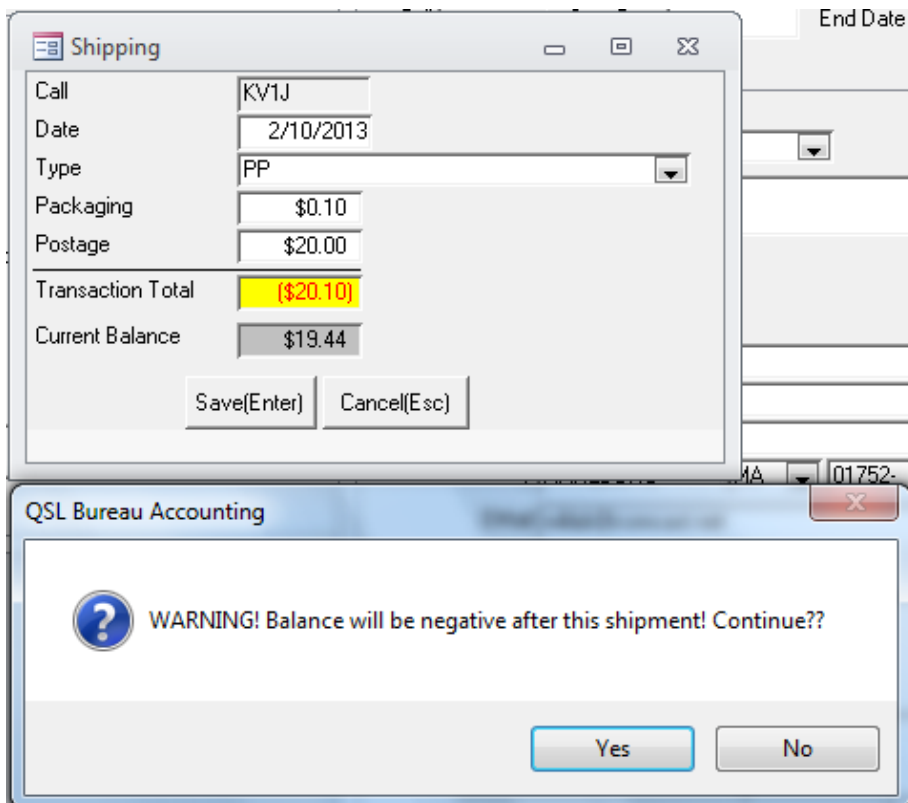 End Date
Shipping
Call KV1J
Date 2/10/2013
Type PP
Packaging $0.10
Postage $20.00
Transaction Total ($20.10)
Current Balance $19.44
Save(Enter) Cancel(Esc)
MA 01752-
QSL Bureau Accounting
WARNING! Balance will be negative after this shipment! Continue??
Yes No